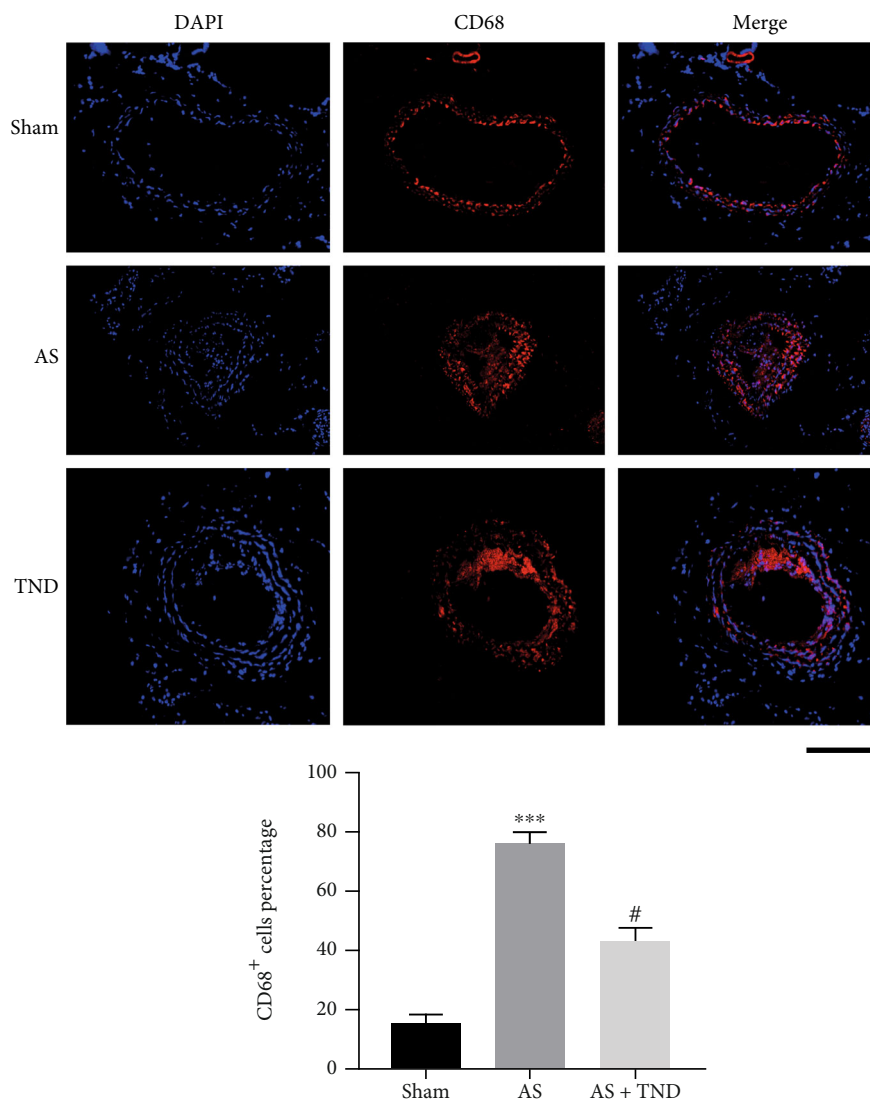 DAPI CD68 Merge
Sham
AS
TND
100
80
60
40
20
0
CD68+ cells percentage
***
#
Sham AS AS + TND